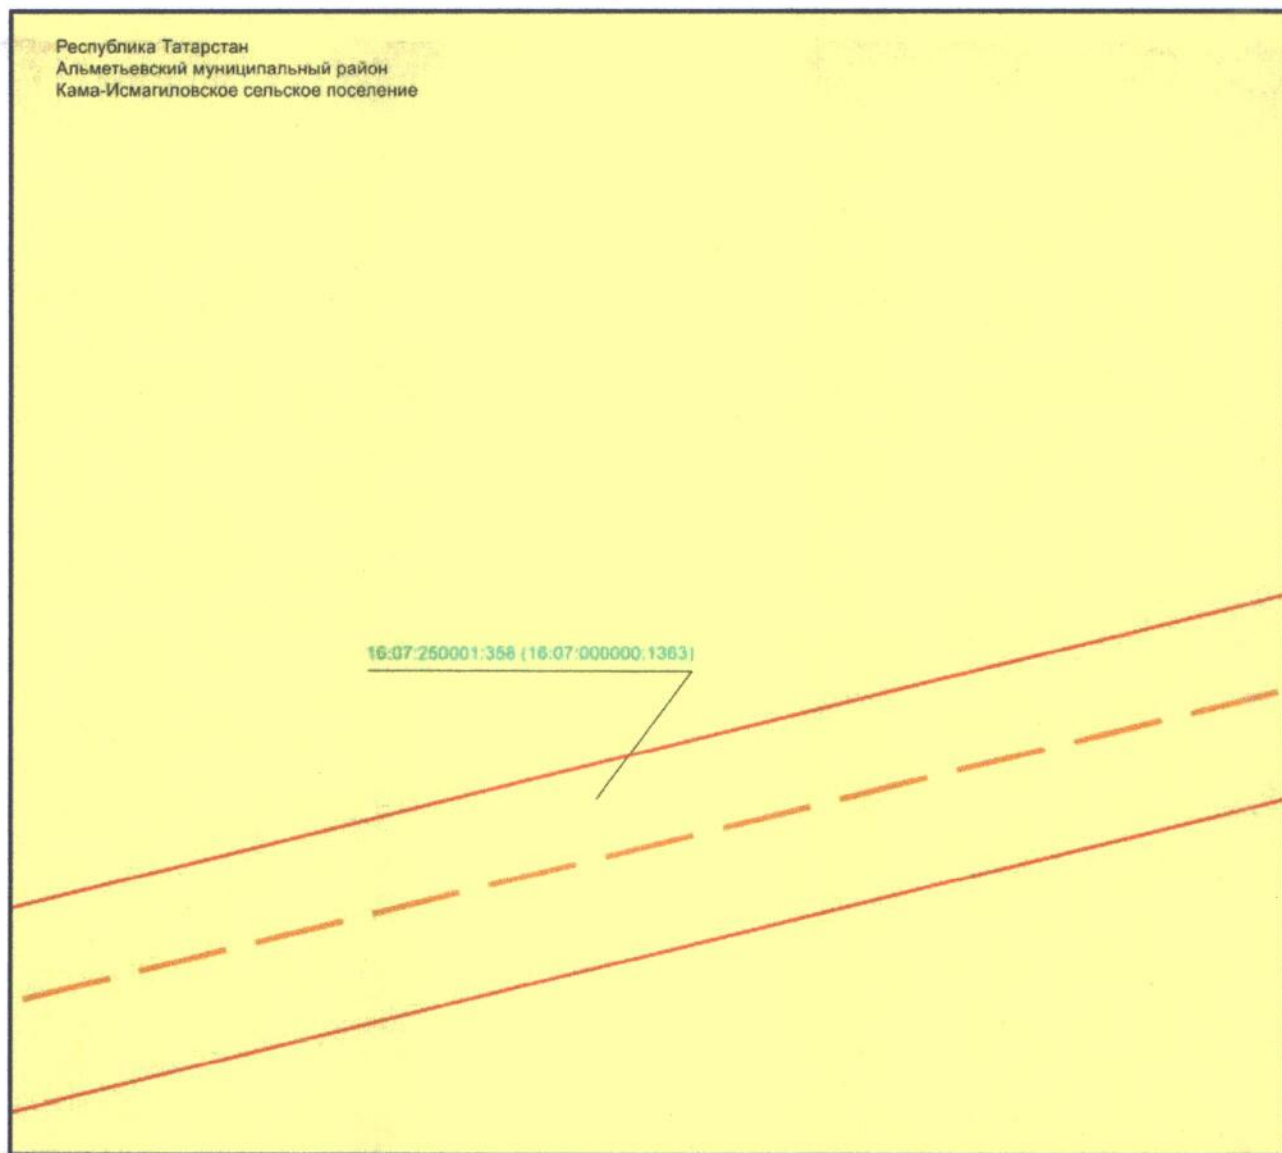 Республика Татарстан
Альметьевский муниципальный район
Кама-Исмагиловское сельское поселение
16:07:250001:358 (16:07:000000:1363)